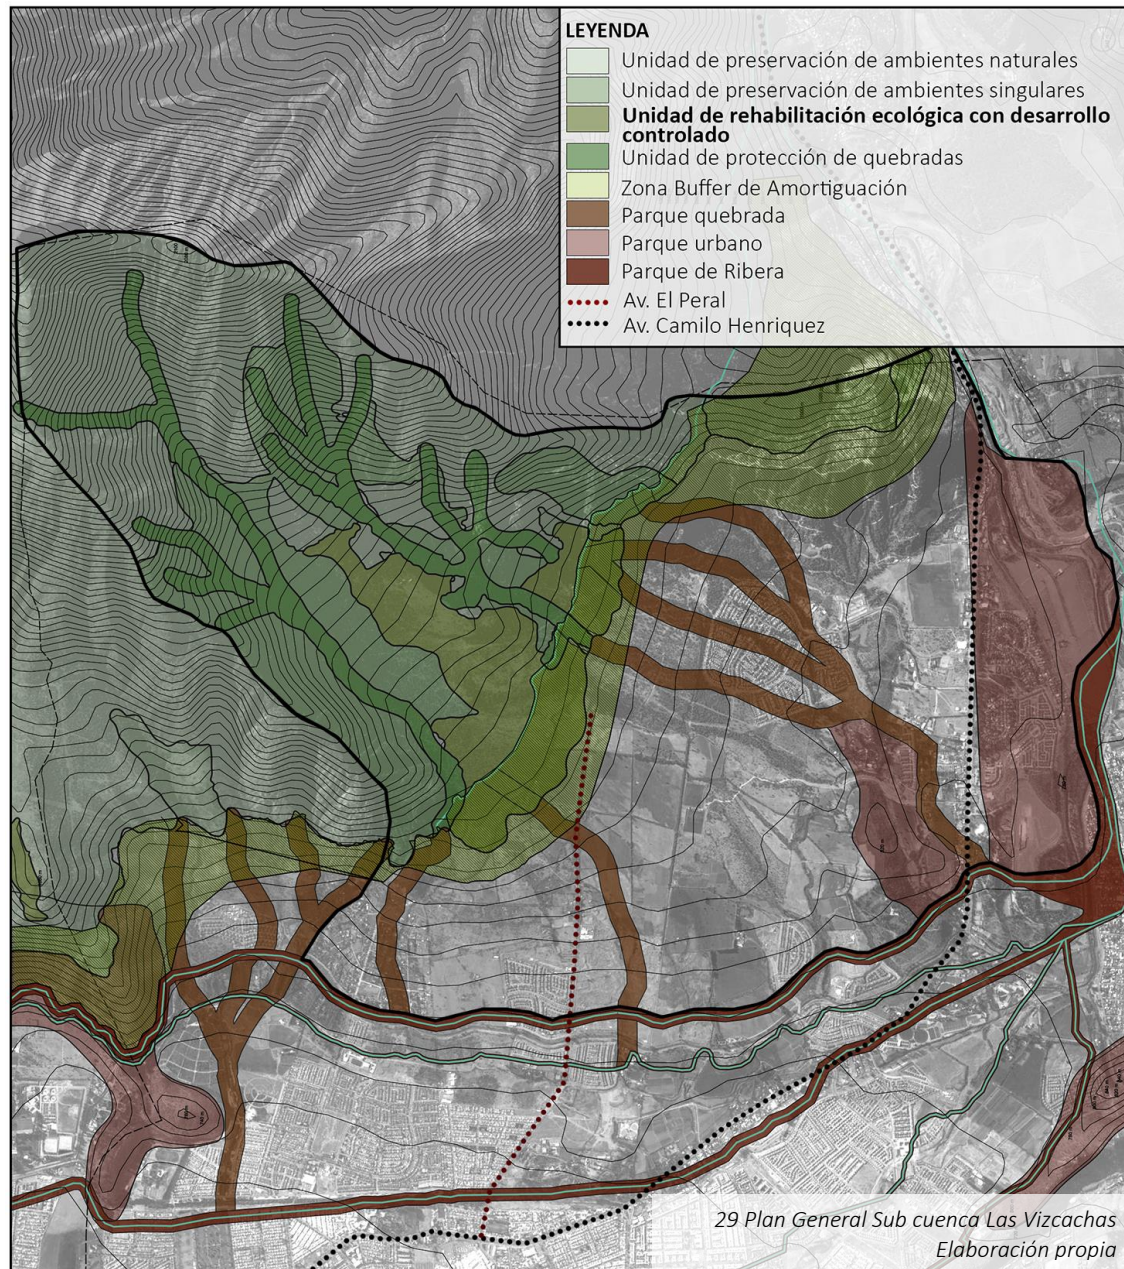 LEYENDA
Unidad de preservación de ambientes naturales
Unidad de preservación de ambientes singulares
Unidad de rehabilitación ecológica con desarrollo
controlado
Unidad de protección de quebradas
Zona Buffer de Amortiguación
Parque quebrada
Parque urbano
Parque de Ribera
Av. El Peral
Av. Camilo Henriquez
29 Plan General Sub cuenca Las Vizcachas
Elaboración propia